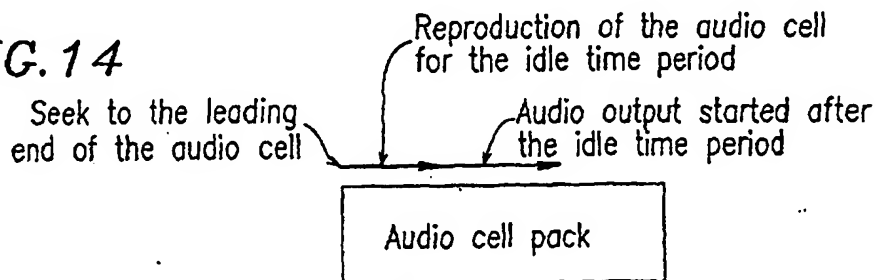 G. 14
Reproduction of the audio cell
for the idle time period
Seek to the leading
end of the audio cell
Audio output started after
the idle time period
Audio cell pack